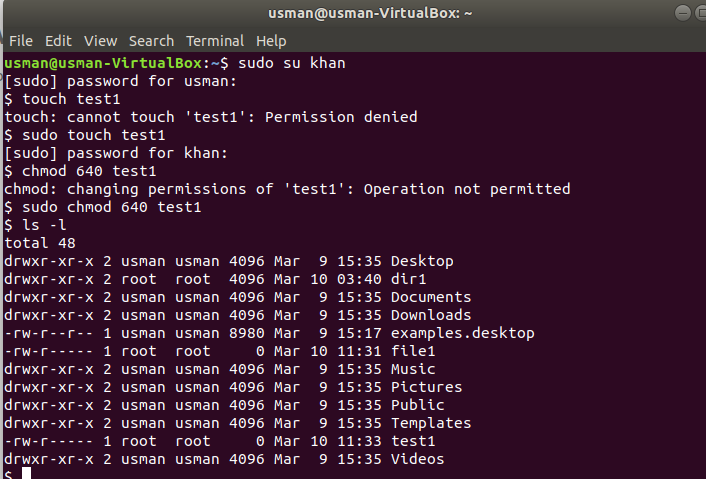 usman@usman-VirtualBox: ~
File Edit View Search Terminal Help
usman@usman-VirtualBox:~$ sudo su khan
[sudo] password for usman:
$ touch test1
touch: cannot touch 'test1': Permission denied
$ sudo touch test1
[sudo] password for khan:
$ chmod 640 test1
chmod: changing permissions of 'test1': Operation not permitted
$ sudo chmod 640 test1
$ ls -l
total 48
drwxr-xr-x 2 usman usman 4096 Mar  9 15:35 Desktop
drwxr-xr-x 2 root  root  4096 Mar 10 03:40 dir1
drwxr-xr-x 2 usman usman 4096 Mar  9 15:35 Documents
drwxr-xr-x 2 usman usman 4096 Mar  9 15:35 Downloads
-rw-r--r-- 1 usman usman 8980 Mar  9 15:17 examples.desktop
-rw-r----- 1 root  root     0 Mar 10 11:31 file1
drwxr-xr-x 2 usman usman 4096 Mar  9 15:35 Music
drwxr-xr-x 2 usman usman 4096 Mar  9 15:35 Pictures
drwxr-xr-x 2 usman usman 4096 Mar  9 15:35 Public
drwxr-xr-x 2 usman usman 4096 Mar  9 15:35 Templates
-rw-r----- 1 root  root     0 Mar 10 11:33 test1
drwxr-xr-x 2 usman usman 4096 Mar  9 15:35 Videos
$